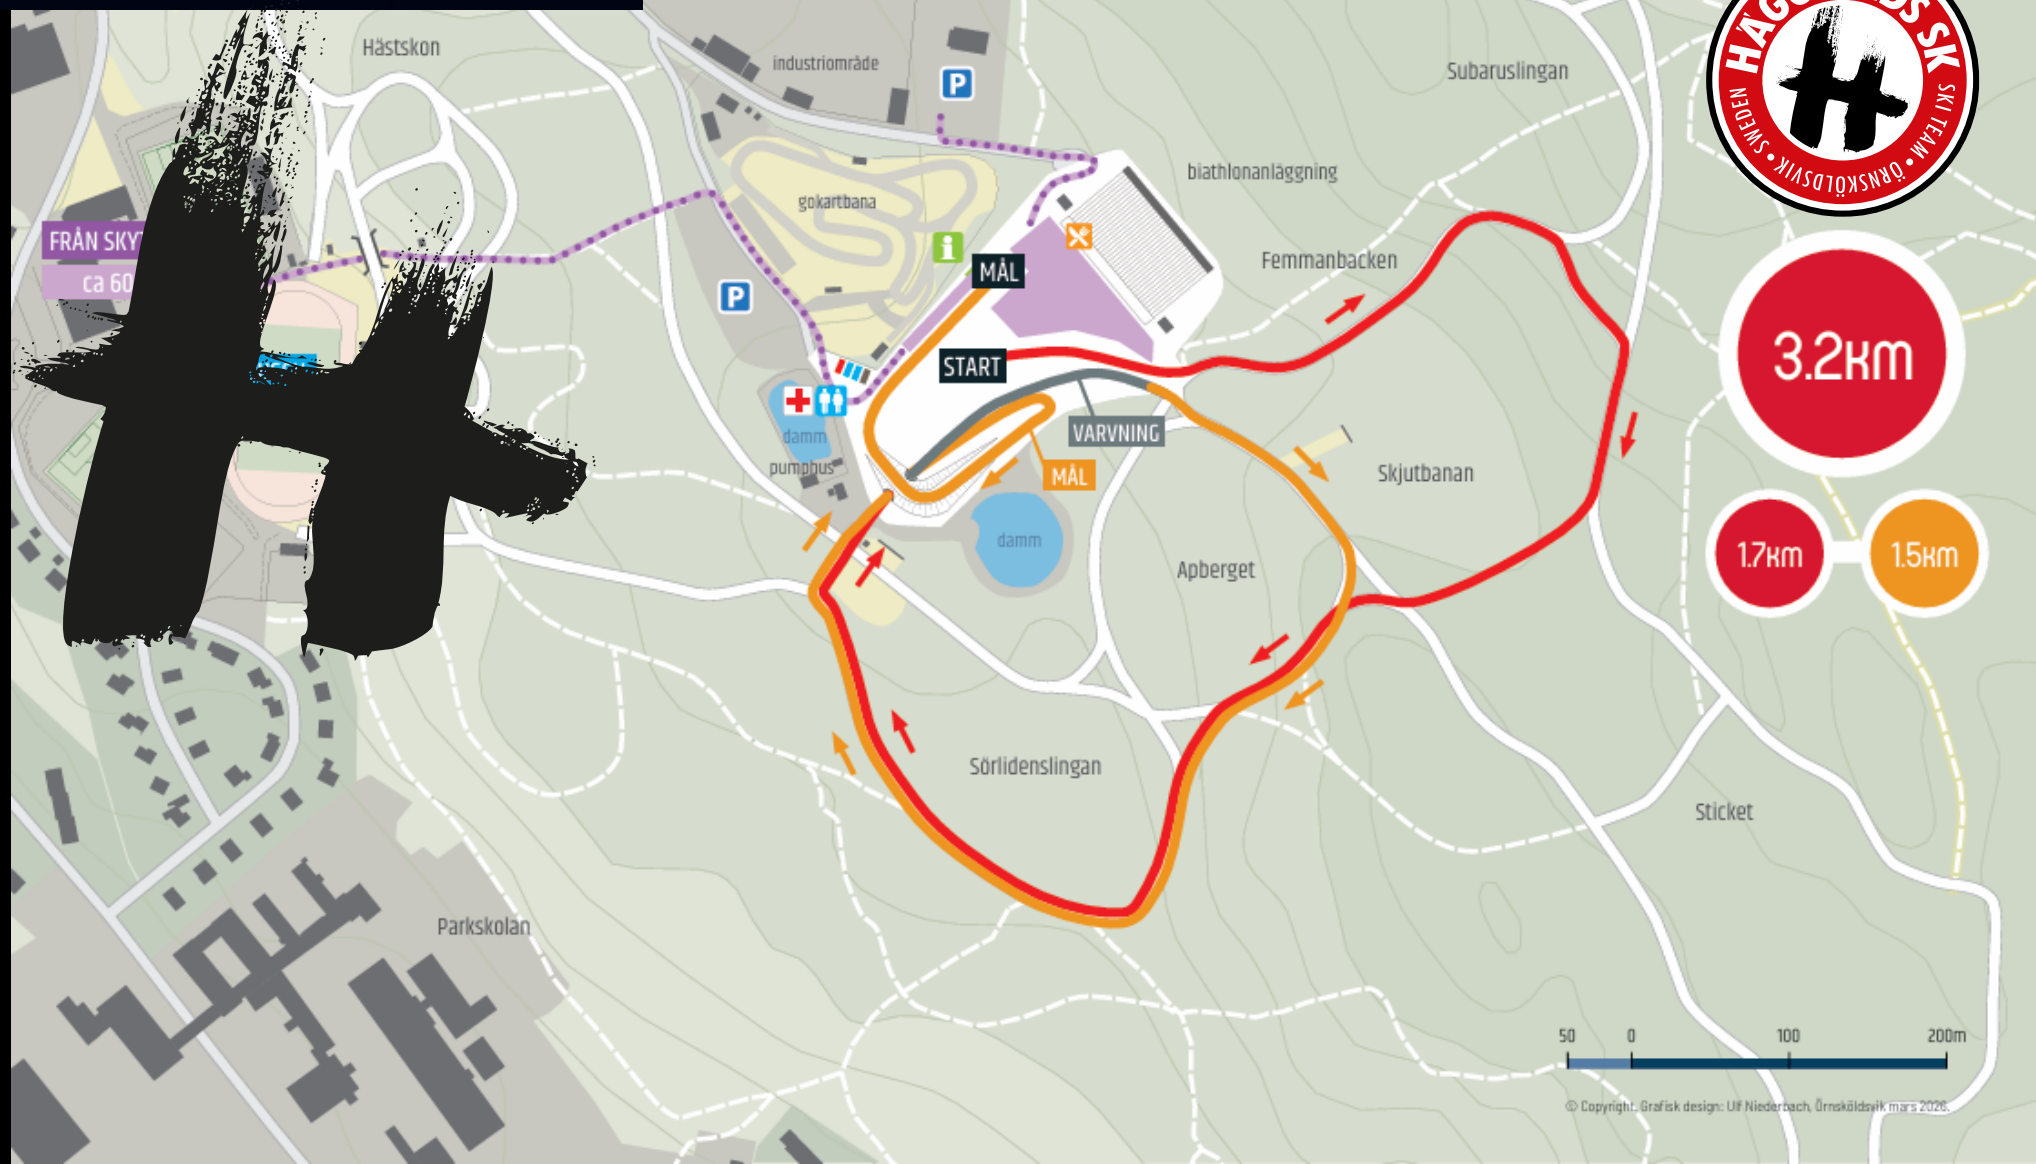 Hästskon
industriområde
P
Subaruslingan
SK
SKI TEAM • ÖRNSKÖLDSVIK • SWEDEN
biathlonanläggning
gokartbana
FRÅN
ca 60
i
MÅL
Femmanbacken
P
START
3.2km
damm
VARVNING
pumphus
MÅL
Skjutbanan
damm
1.7km
1.5km
Apberget
Sörlidenslingan
Sticket
Parkskolan
50 0 100 200m
© Copyright. Grafisk design: Ulf Niederbach, Örnsköldsvik mars 2026.